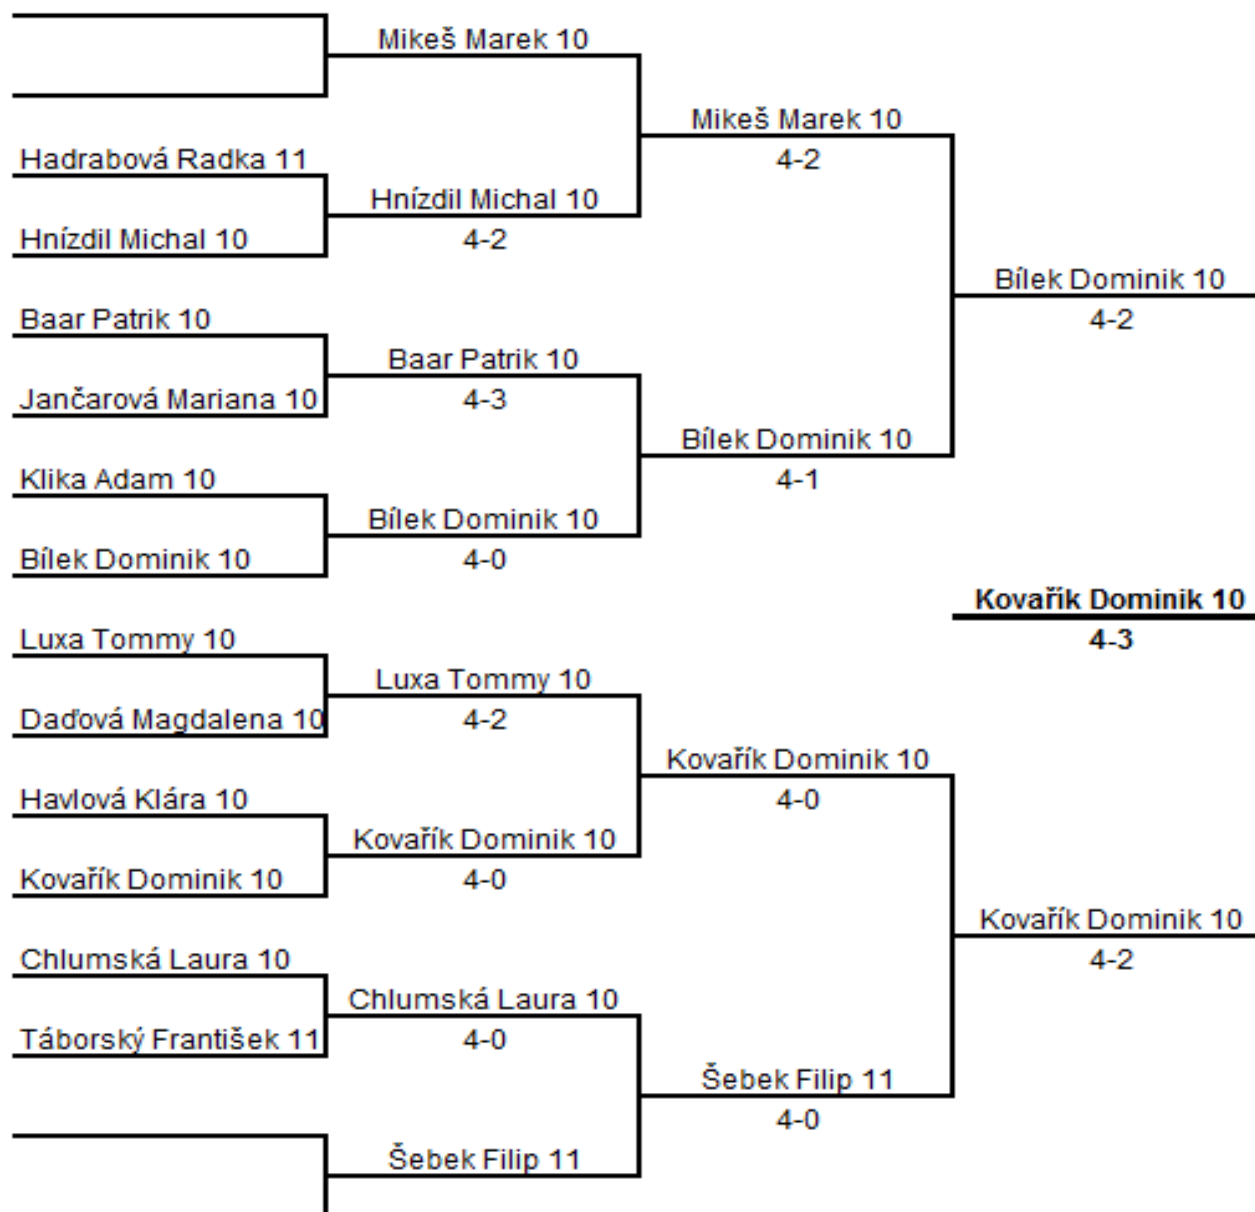 Mikeš Marek 10
Mikeš Marek 10
4-2
Hadrabová Radka 11
Hnízdil Michal 10
4-2
Hnízdil Michal 10
Bílek Dominik 10
4-2
Baar Patrik 10
Baar Patrik 10
4-3
Jančarová Mariana 10
Bílek Dominik 10
4-1
Klika Adam 10
Bílek Dominik 10
4-0
Bílek Dominik 10
Kovařík Dominik 10
4-3
Luxa Tommy 10
Luxa Tommy 10
4-2
Daďová Magdalena 10
Kovařík Dominik 10
4-0
Havlová Klára 10
Kovařík Dominik 10
4-0
Kovařík Dominik 10
Kovařík Dominik 10
4-2
Chlumská Laura 10
Chlumská Laura 10
4-0
Táborský František 11
Šebek Filip 11
4-0
Šebek Filip 11